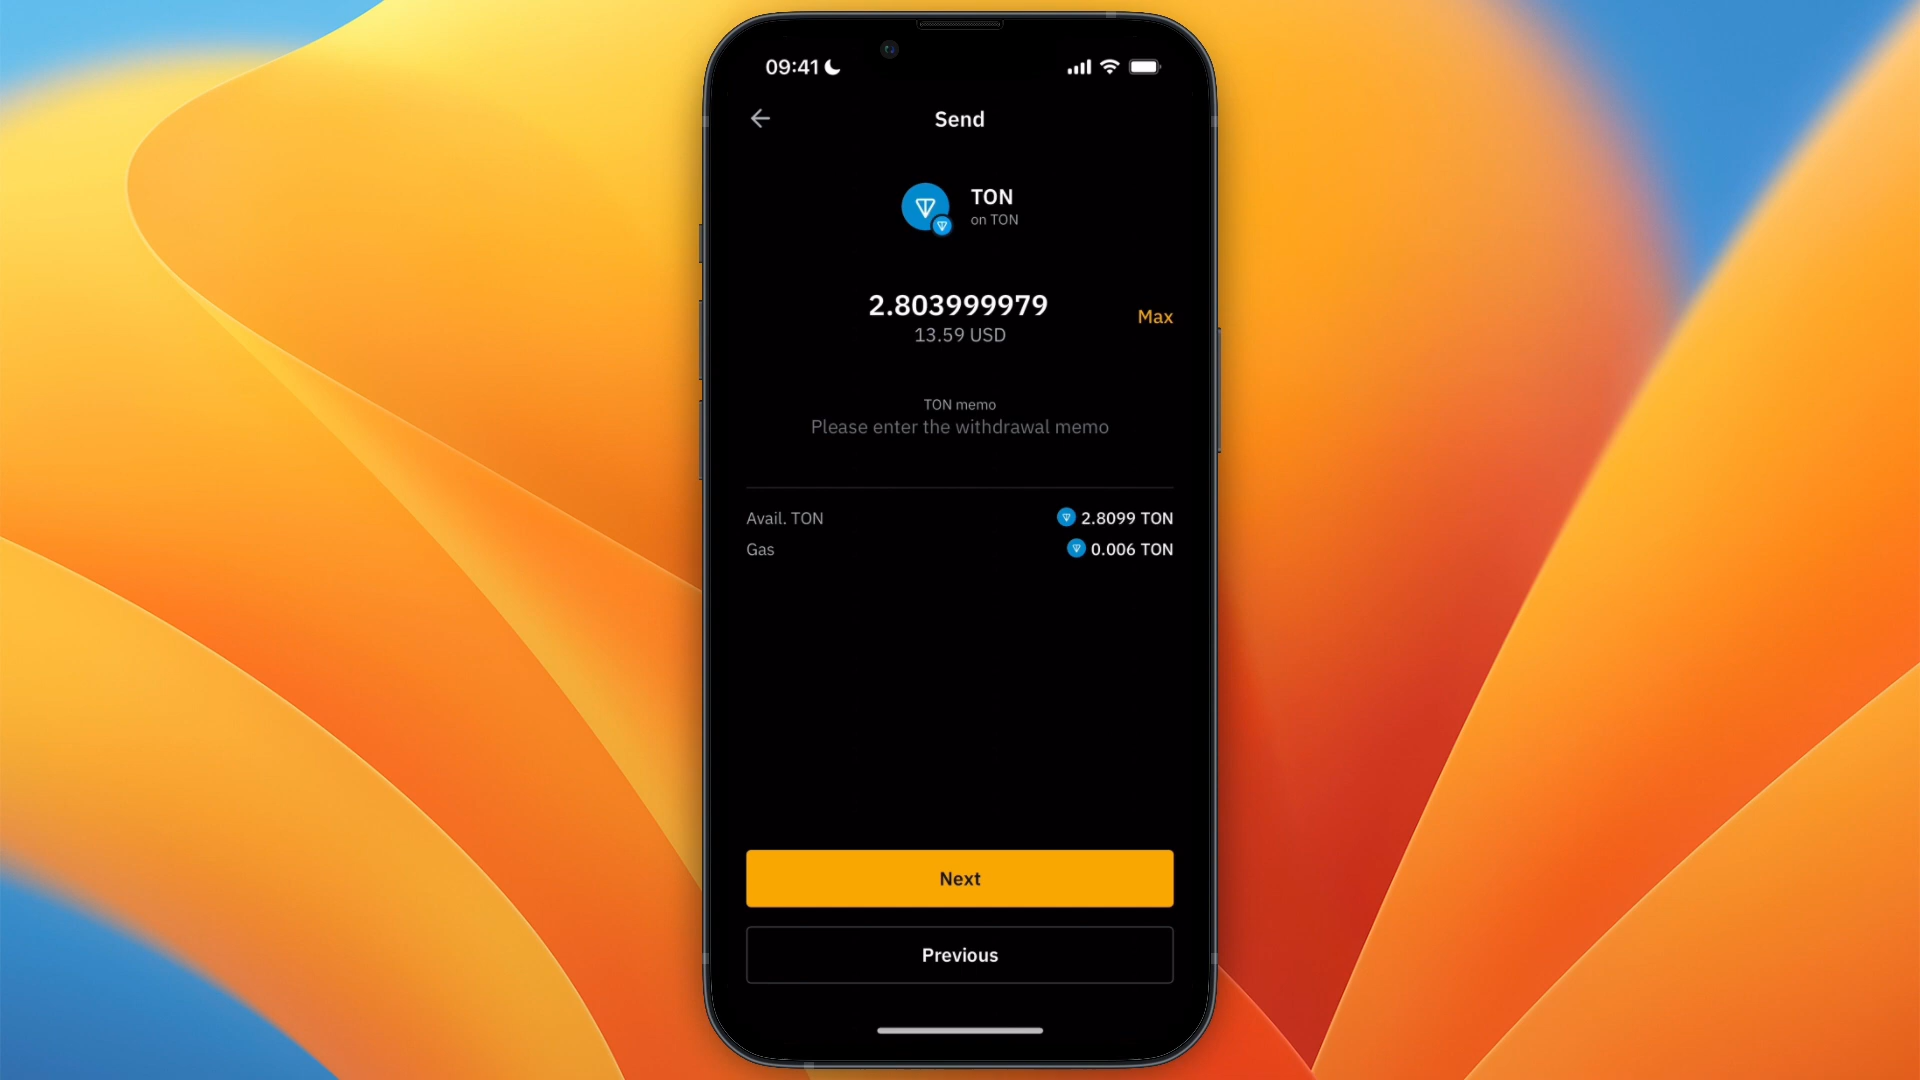 09:41
Send
TON
on TON
2.803999979
Max
13.59 USD
TON memo
Please enter the withdrawal memo
Avail. TON 2.8099 TON
Gas 0.006 TON
Next
Previous